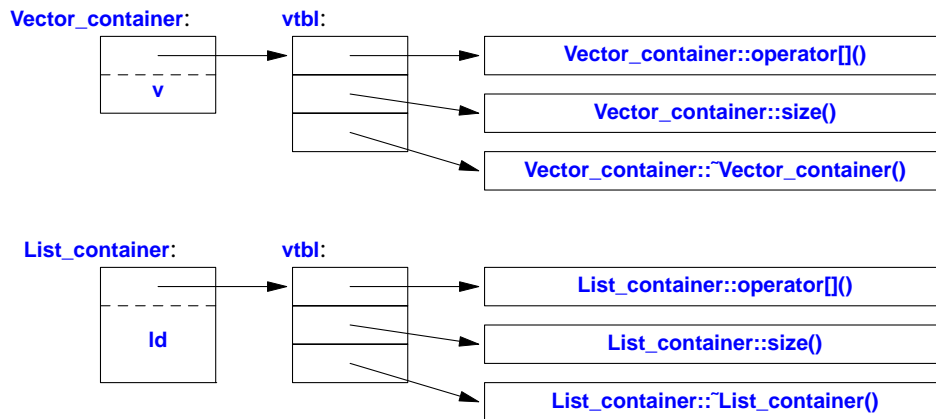 Vector_container:
vtbl:
v
Vector_container::operator[]()
Vector_container::size()
Vector_container::˜Vector_container()
List_container:
vtbl:
ld
List_container::operator[]()
List_container::size()
List_container::˜List_container()